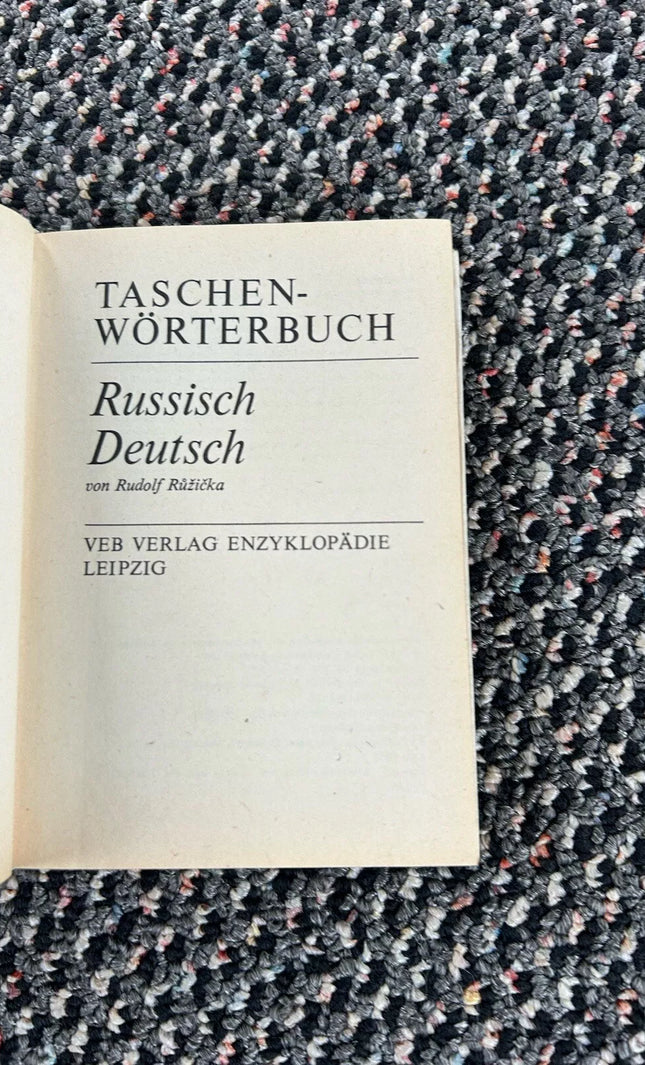 TASCHEN-
WÖRTERBUCH
Russisch
Deutsch
von Rudolf Růžička
VEB VERLAG ENZYKLOPÄDIE
LEIPZIG